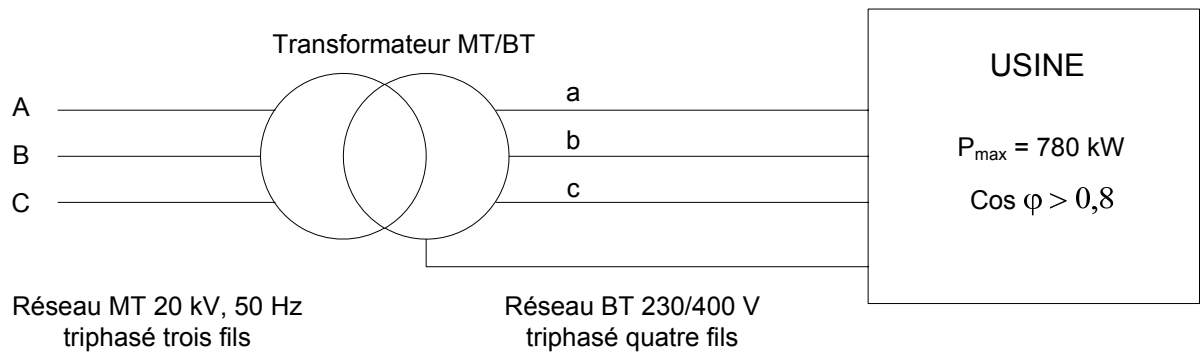 Transformateur MT/BT
USINE
A
a
B
b
C
c
P_max = 780 kW
Cos φ > 0,8
Réseau MT 20 kV, 50 Hz
triphasé trois fils
Réseau BT 230/400 V
triphasé quatre fils